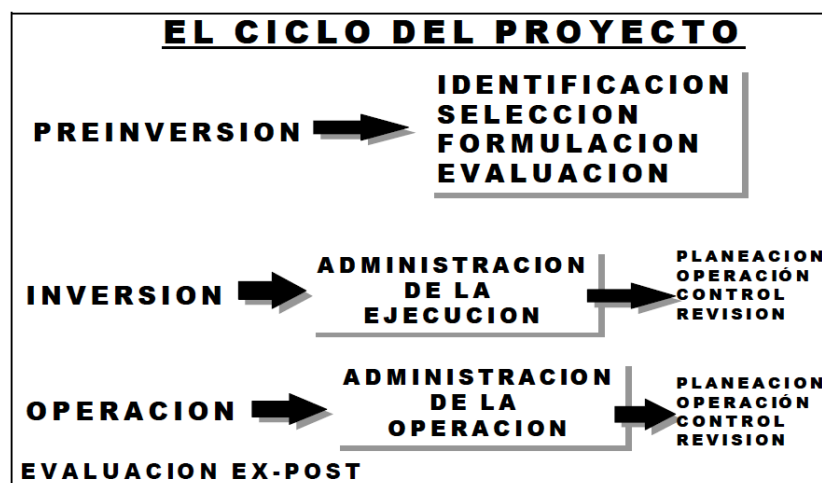 EL CICLO DEL PROYECTO
PREINVERSION
IDENTIFICACION
SELECCION
FORMULACION
EVALUACION
INVERSION
ADMINISTRACION
DE LA
EJECUCION
PLANEACION
OPERACIÓN
CONTROL
REVISION
OPERACION
ADMINISTRACION
DE LA
OPERACION
PLANEACION
OPERACIÓN
CONTROL
REVISION
EVALUACION EX-POST